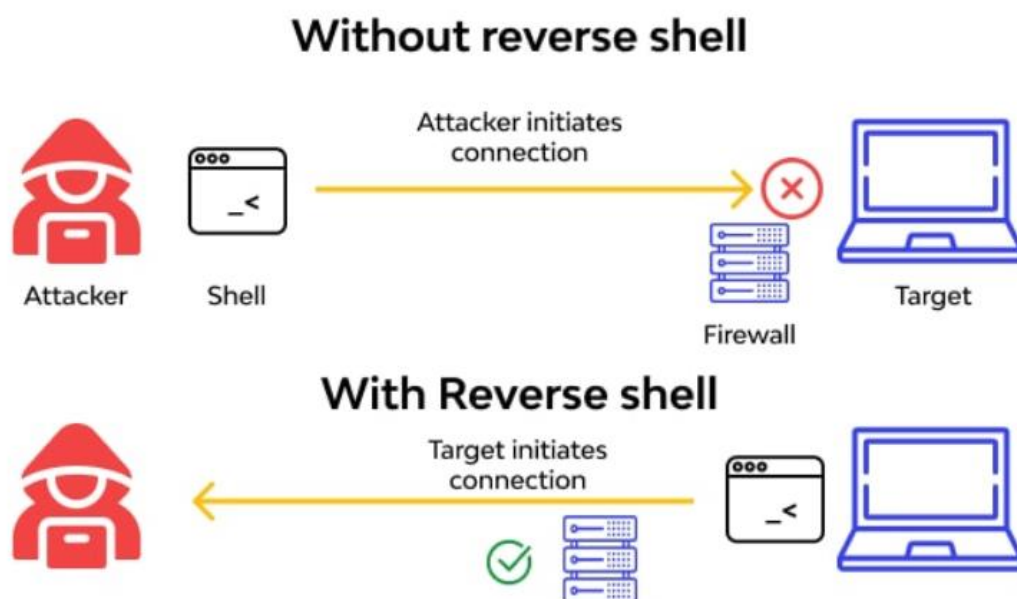 Without reverse shell
Attacker initiates
connection
_<
Attacker
Shell
Target
Firewall
With Reverse shell
Target initiates
connection
_<